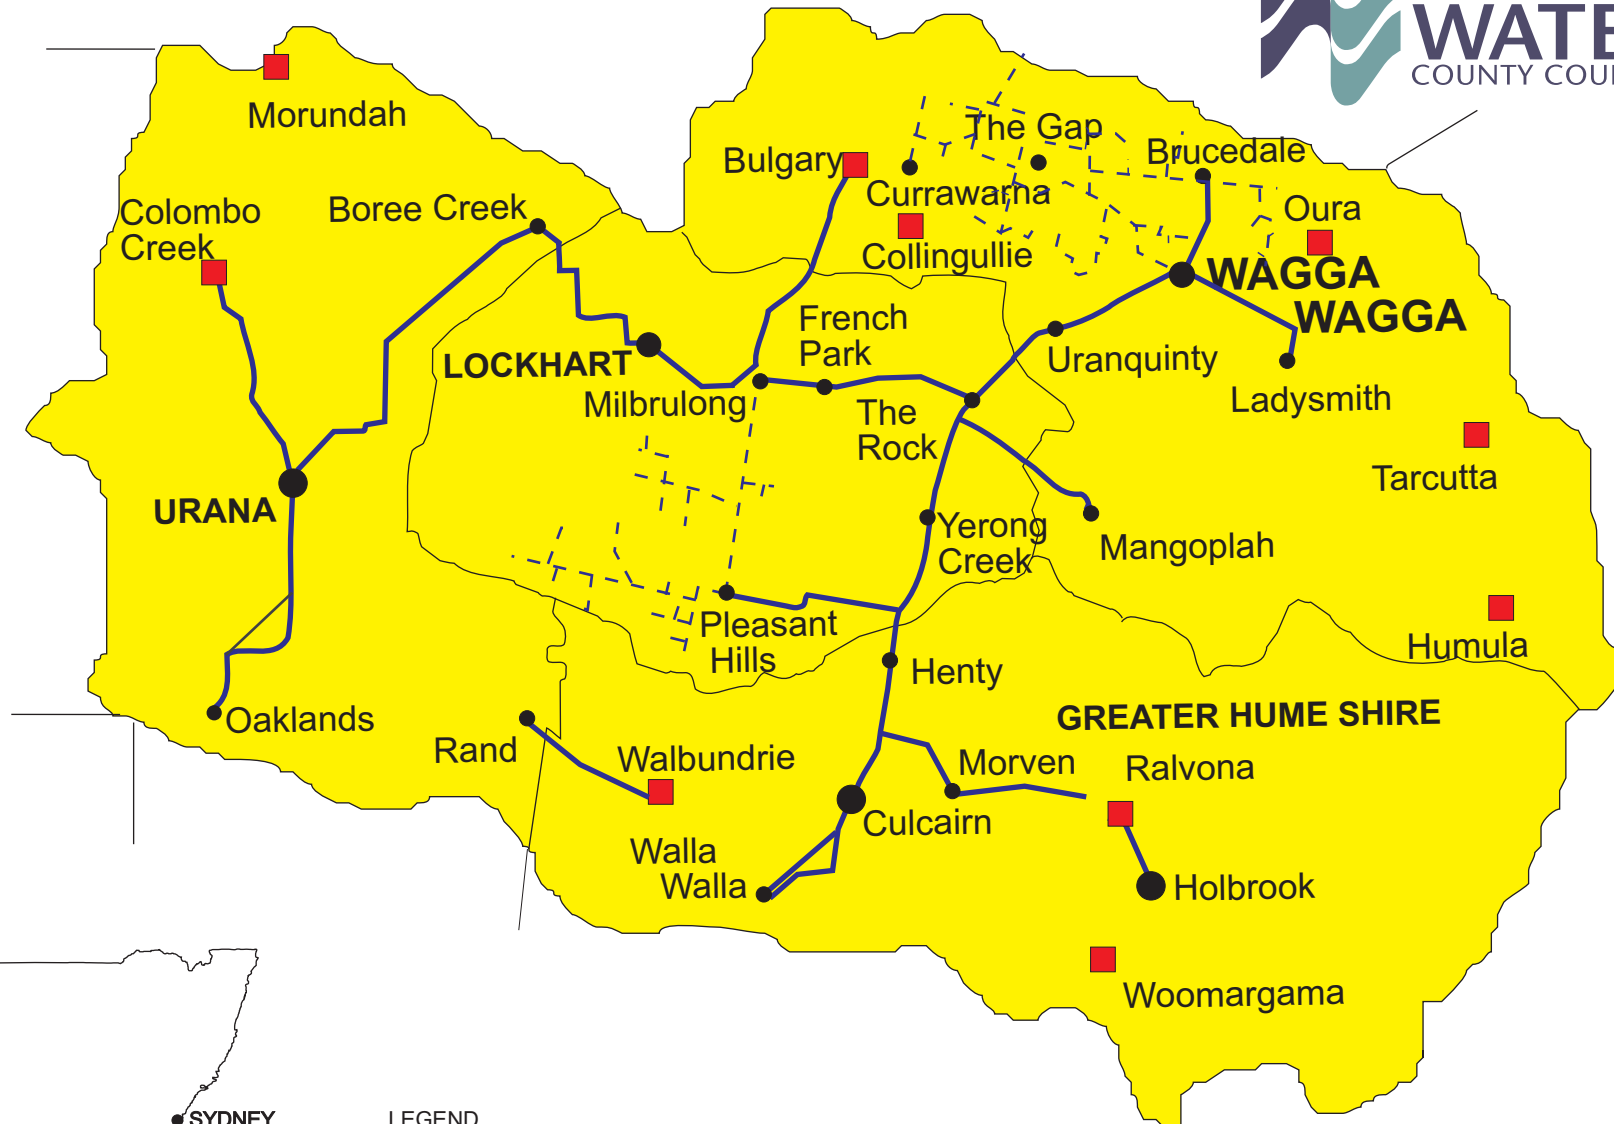 WATE
COUNTY COU
Morundah
The Gap
Bulgary
Brucedale
Currawarna
Colombo
Creek
Boree Creek
Oura
Collingullie
WAGGA
WAGGA
French
Park
LOCKHART
Uranquinty
Milbrulong
The
Rock
Ladysmith
Tarcutta
URANA
Yerong
Creek
Mangoplah
Pleasant
Hills
Humula
Henty
Oaklands
GREATER HUME SHIRE
Rand
Walbundrie
Morven
Ralvona
Culcairn
Walla
Walla
Holbrook
Woomargama
SYDNEY
LEGEND